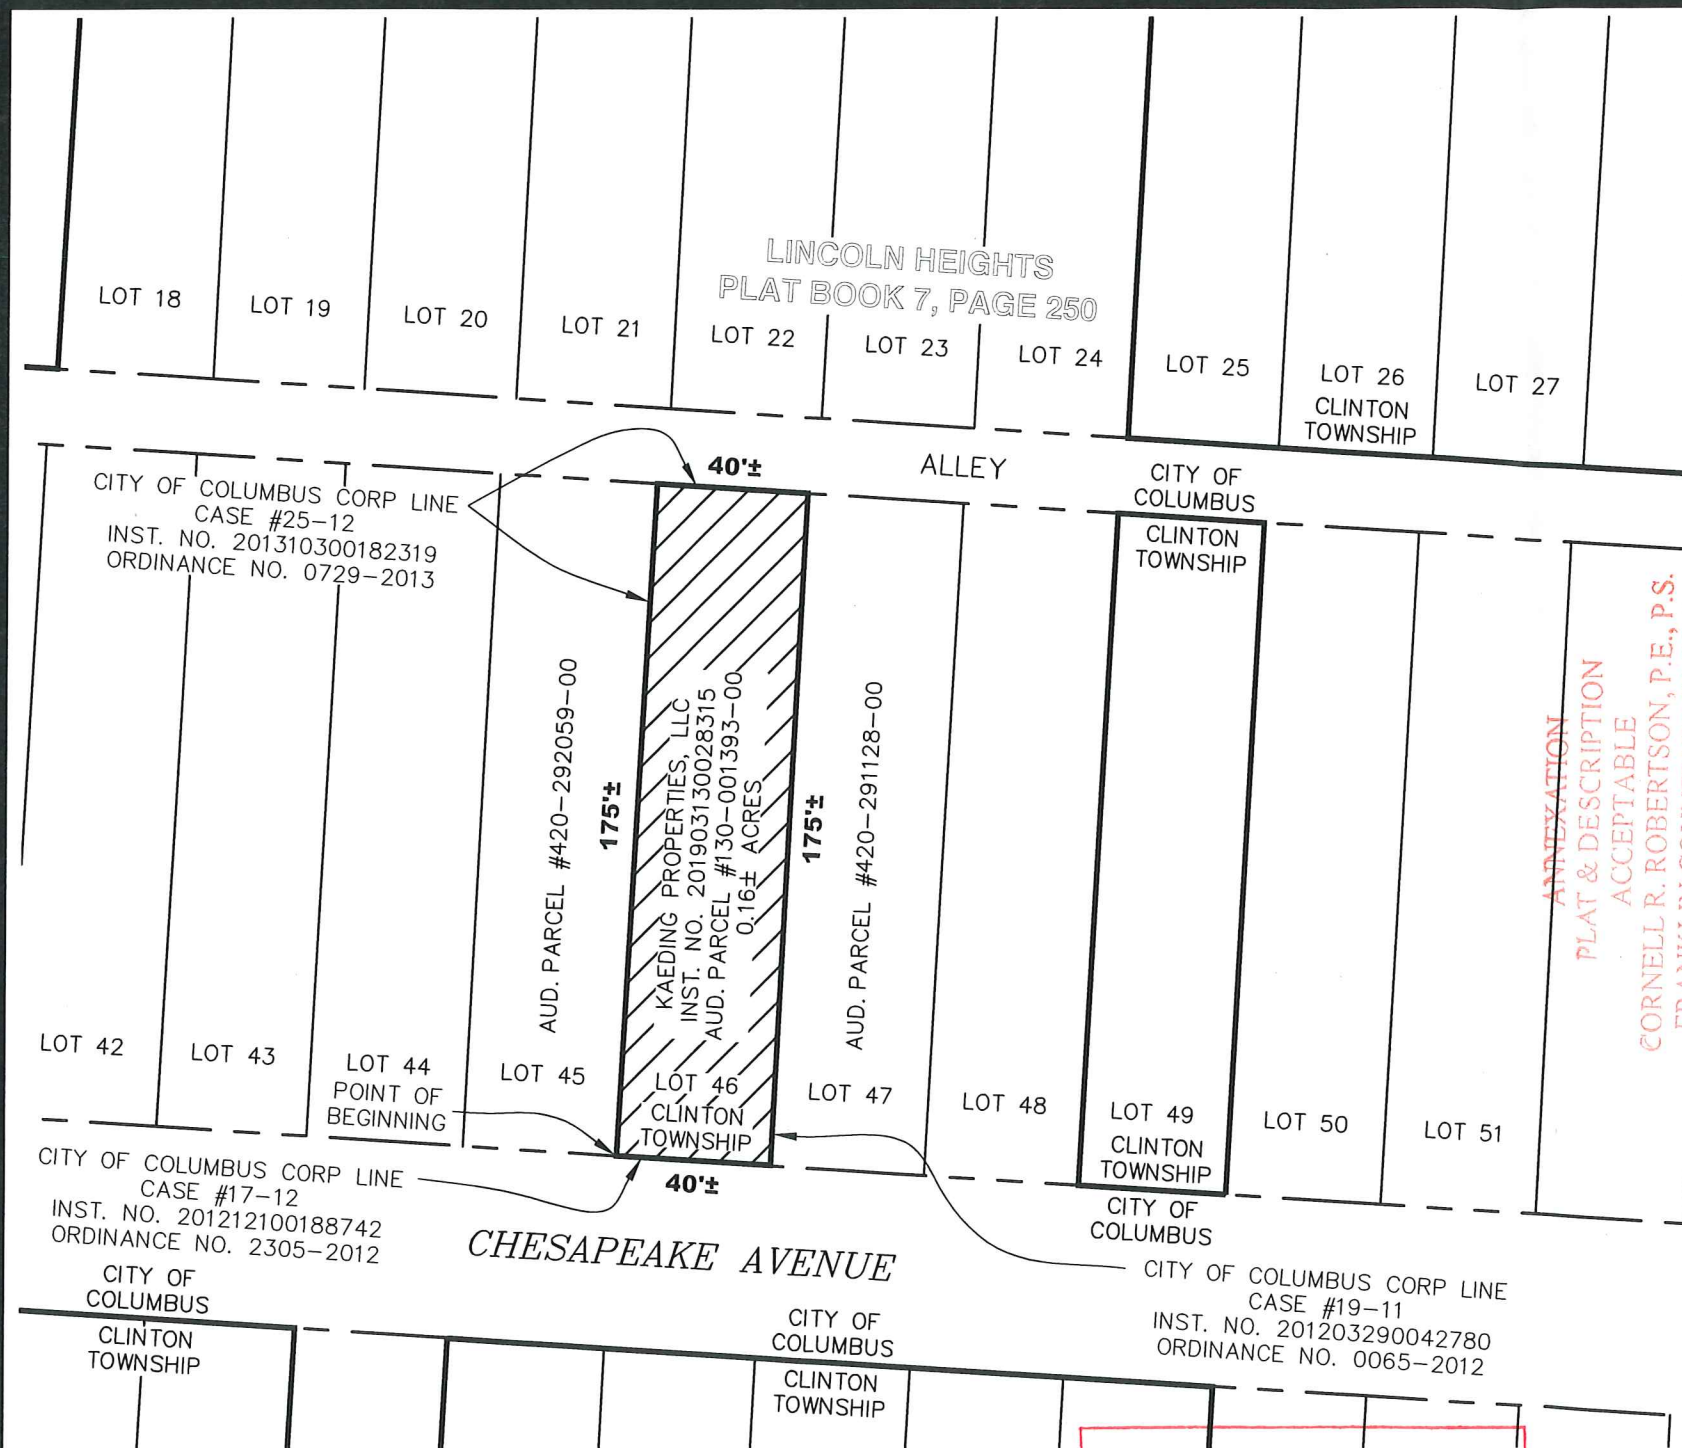 LINCOLN HEIGHTS
PLAT BOOK 7, PAGE 250
LOT 18
LOT 19
LOT 20
LOT 21
LOT 22
LOT 23
LOT 24
LOT 25
LOT 26
CLINTON
TOWNSHIP
LOT 27
CITY OF COLUMBUS CORP LINE
CASE #25-12
INST. NO. 201310300182319
ORDINANCE NO. 0729-2013
40'±
ALLEY
CITY OF
COLUMBUS
CLINTON
TOWNSHIP
AUD. PARCEL #420-292059-00
175'±
KAEDING PROPERTIES, LLC
INST. NO. 201903130028315
AUD. PARCEL #130-001393-00
0.16± ACRES
175'±
AUD. PARCEL #420-291128-00
ANNEXATION
PLAT & DESCRIPTION
ACCEPTABLE
CORNELL R. ROBERTSON, P.E., P.S.
LOT 42
LOT 43
LOT 44
POINT OF
BEGINNING
LOT 45
LOT 46
CLINTON
TOWNSHIP
LOT 47
LOT 48
LOT 49
CLINTON
TOWNSHIP
LOT 50
LOT 51
CITY OF COLUMBUS CORP LINE
CASE #17-12
INST. NO. 201212100188742
ORDINANCE NO. 2305-2012
40'±
CITY OF
COLUMBUS
CHESAPEAKE AVENUE
CITY OF COLUMBUS CORP LINE
CASE #19-11
INST. NO. 201203290042780
ORDINANCE NO. 0065-2012
CITY OF
COLUMBUS
CLINTON
TOWNSHIP
CITY OF
COLUMBUS
CLINTON
TOWNSHIP